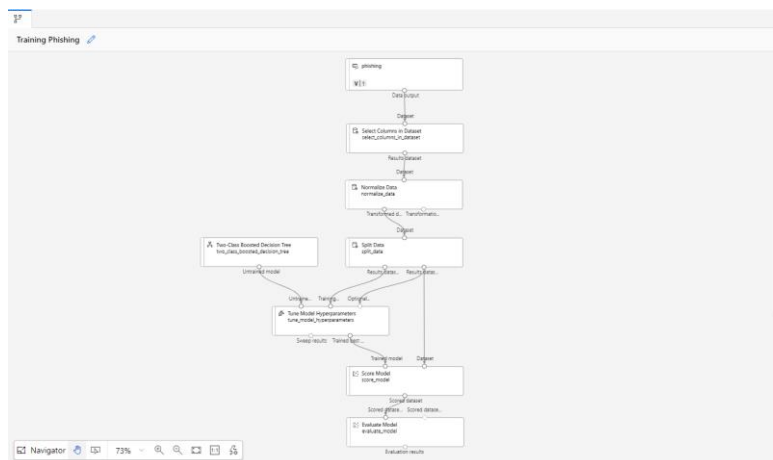 Training Phishing
phishing
Data output
Dataset
Select Columns in Dataset
select_columns_in_dataset
Results dataset
Dataset
Normalize Data
normalize_data
Transformed d... Transformatio...
Dataset
Two-Class Boosted Decision Tree
two_class_boosted_decision_tree
Untrained model
Split Data
split_data
Results datas... Results datas...
Untraine... Training... Optional...
Tune Model Hyperparameters
tune_model_hyperparameters
Sweep results Trained best ...
Trained model Dataset
Score Model
score_model
Scored dataset
Scored datase... Scored datase...
Evaluate Model
evaluate_model
Evaluation results
Navigator 73%